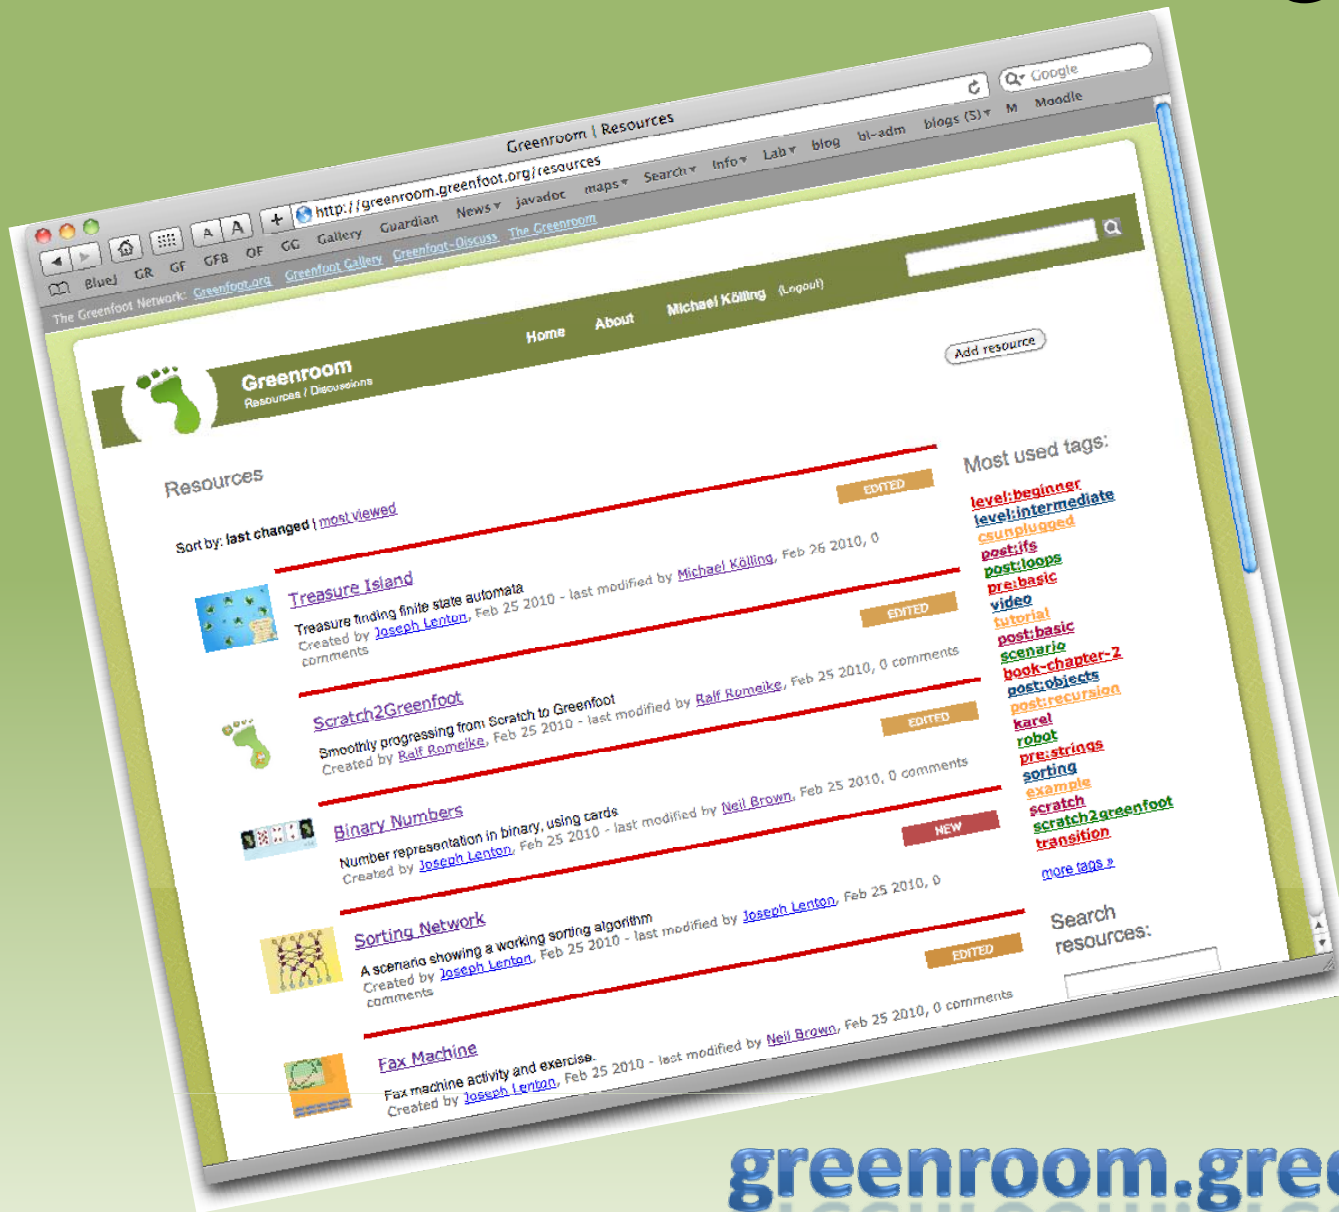 Greenroom | Resources
http://greenroom.greenfoot.org/resources
Google
BlueJ GR GF GFB OF GG Gallery Guardian News javadoc maps Search Info Lab blog bl-adm blogs (5) M Moodle
The Greenfoot Network: Greenfoot.org Greenfoot Gallery Greenfoot-Discuss The Greenroom
Greenroom
Resources / Discussions
Home About Michael Kölling (Logout)
Add resource
Resources
Sort by: last changed | most viewed
EDITED
Treasure Island
Treasure finding finite state automata
Created by Joseph Lenton, Feb 25 2010 - last modified by Michael Kölling, Feb 26 2010, 0
comments
EDITED
Scratch2Greenfoot
Smoothly progressing from Scratch to Greenfoot
Created by Ralf Romeike, Feb 25 2010 - last modified by Ralf Romeike, Feb 25 2010, 0 comments
EDITED
Binary Numbers
Number representation in binary, using cards
Created by Joseph Lenton, Feb 25 2010 - last modified by Neil Brown, Feb 25 2010, 0 comments
NEW
Sorting Network
A scenario showing a working sorting algorithm
Created by Joseph Lenton, Feb 25 2010 - last modified by Joseph Lenton, Feb 25 2010, 0
comments
EDITED
Fax Machine
Fax machine activity and exercise.
Created by Joseph Lenton, Feb 25 2010 - last modified by Neil Brown, Feb 25 2010, 0 comments
Most used tags:
level:beginner
level:intermediate
csunplugged
post:ifs
post:loops
pre:basic
video
tutorial
post:basic
scenario
book-chapter-2
post:objects
post:recursion
karel
robot
pre:strings
sorting
example
scratch
scratch2greenfoot
transition
more tags »
Search
resources:
greenroom.gree